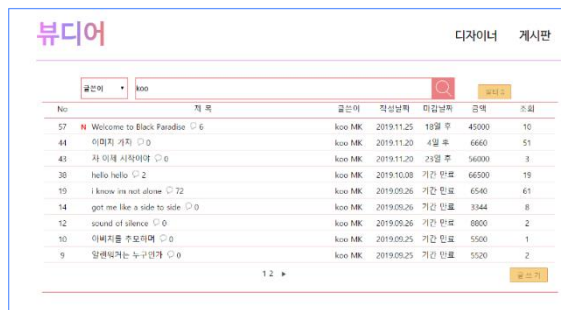 뷰디어
디자이너 게시판
글쓴이 ▼ koo
No 제 목 글쓴이 작성날짜 마감날짜 금액 조회
57 N Welcome to Black Paradise 6 koo MK 2019.11.25 18일 후 45000 10
44 이미지 가지 0 koo MK 2019.11.20 4일 후 6660 51
43 자 이제 시작이야 0 koo MK 2019.11.20 23일 후 56000 3
38 hello hello 2 koo MK 2019.10.08 기간 만료 66500 19
19 i know im not alone 72 koo MK 2019.09.26 기간 만료 6540 61
14 got me like a side to side 0 koo MK 2019.09.26 기간 만료 3344 8
12 sound of silence 0 koo MK 2019.09.26 기간 만료 8800 2
10 아버지를 추모하며 0 koo MK 2019.09.25 기간 만료 5500 1
9 알렌워커는 누구인가 0 koo MK 2019.09.25 기간 만료 5520 2
1 2 ▶
글쓰기